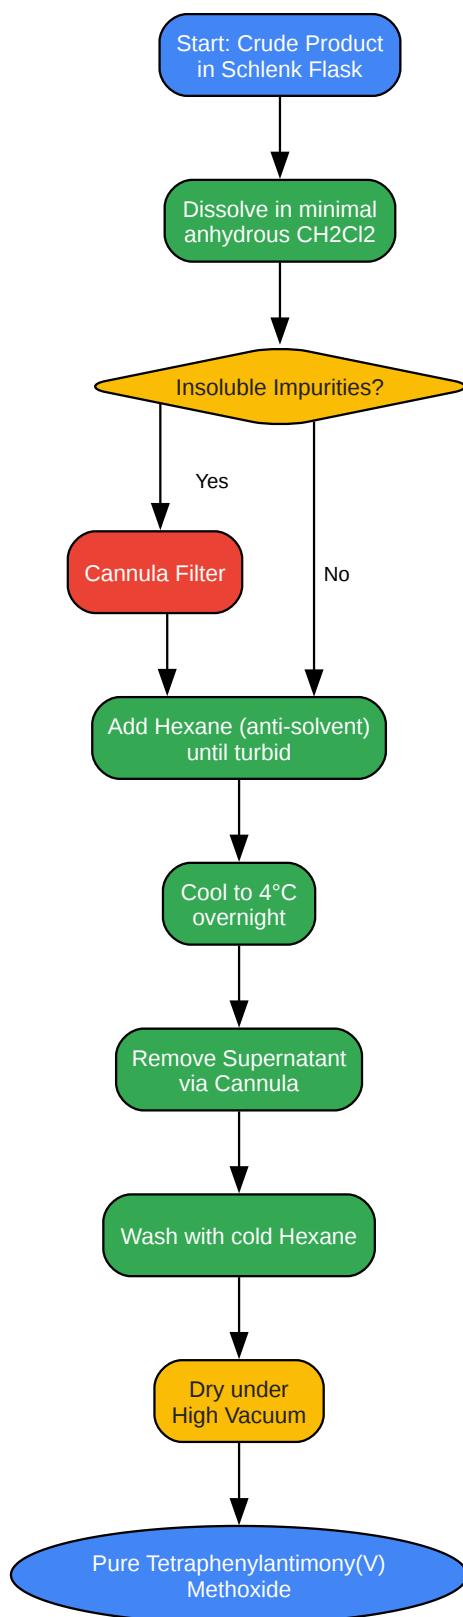 Start: Crude Product
in Schlenk Flask
Dissolve in minimal
anhydrous CH2Cl2
Insoluble Impurities?
Yes
Cannula Filter
No
Add Hexane (anti-solvent)
until turbid
Cool to 4°C
overnight
Remove Supernatant
via Cannula
Wash with cold Hexane
Dry under
High Vacuum
Pure Tetraphenylantimony(V)
Methoxide